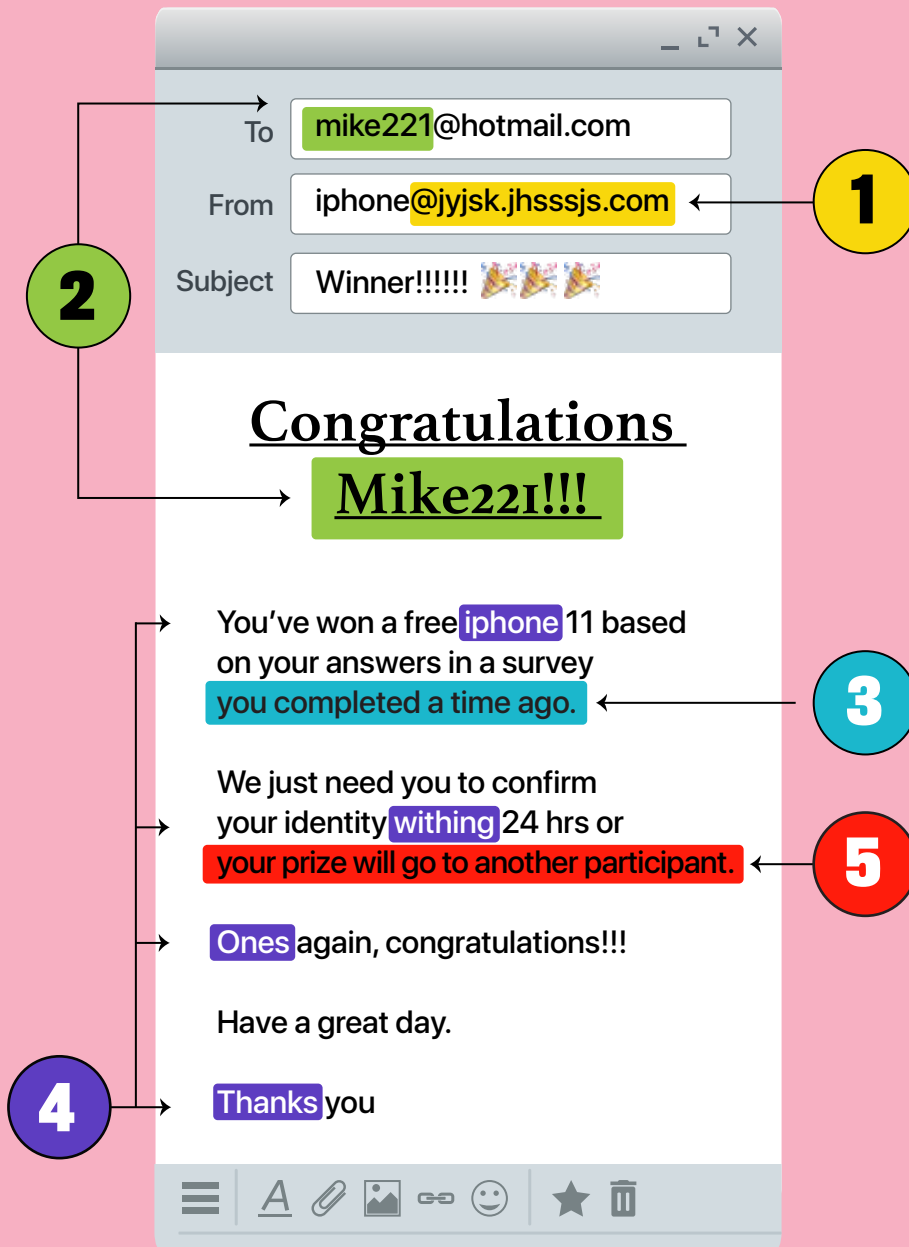 To mike221@hotmail.com
1
From iphone@jyjsk.jhsssjs.com
2
Subject Winner!!!!!! 🎉🎉🎉
Congratulations
Mike221!!!
You've won a free iphone 11 based
on your answers in a survey
you completed a time ago.
3
We just need you to confirm
your identity withing 24 hrs or
your prize will go to another participant.
5
Ones again, congratulations!!!
Have a great day.
4
Thanks you
A